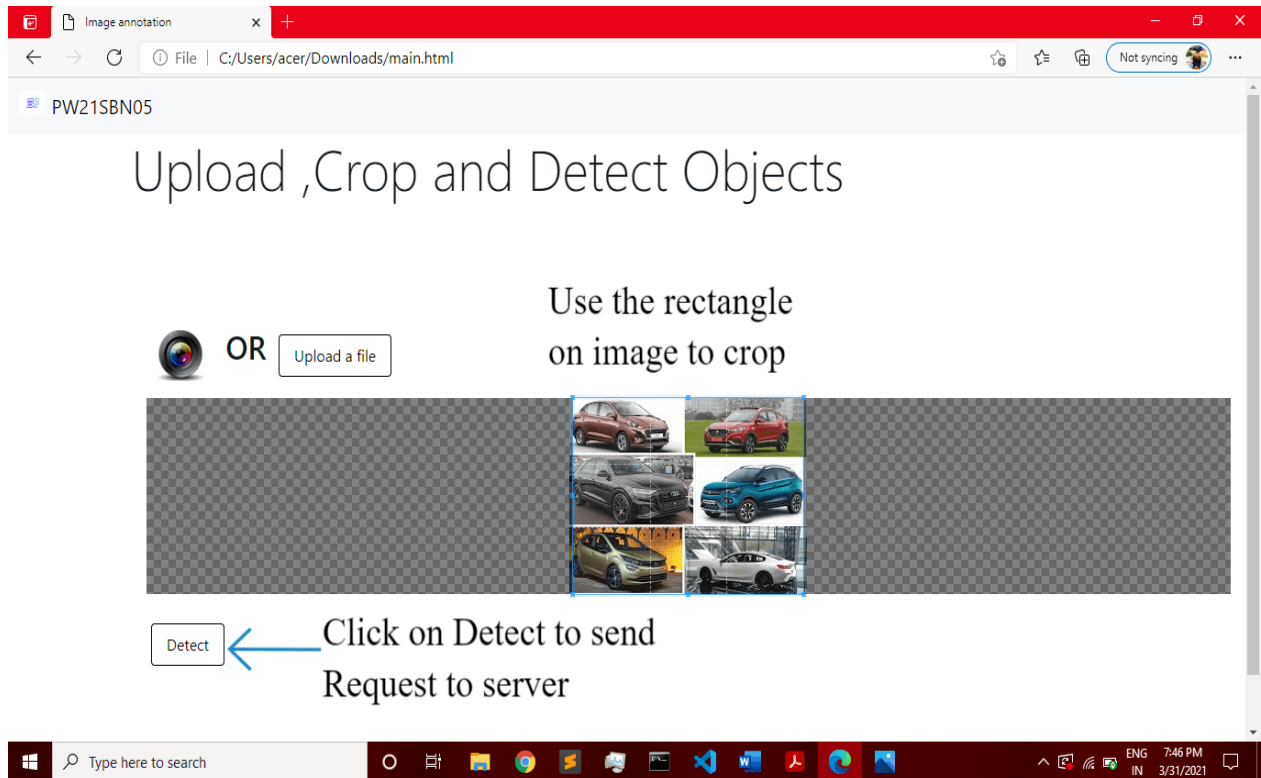 Image annotation
File | C:/Users/acer/Downloads/main.html
Not syncing
PW21SBN05
Upload ,Crop and Detect Objects
Use the rectangle
on image to crop
OR
Upload a file
Detect
Click on Detect to send
Request to server
Type here to search
ENG
IN
7:46 PM
3/31/2021